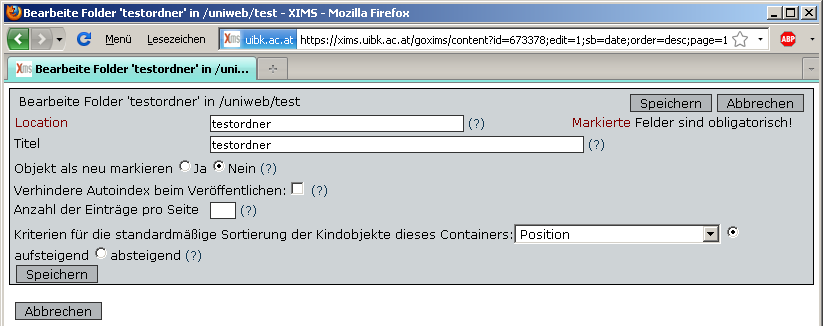 Bearbeite Folder 'testordner' in /uniweb/test - XIMS - Mozilla Firefox
Menü Lesezeichen XIMS uibk.ac.at https://xims.uibk.ac.at/goxims/content?id=673378;edit=1;sb=date;order=desc;page=1 ABP
XIMS Bearbeite Folder 'testordner' in /uni...
Bearbeite Folder 'testordner' in /uniweb/test Speichern Abbrechen
Location testordner (?) Markierte Felder sind obligatorisch!
Titel testordner (?)
Objekt als neu markieren Ja Nein (?)
Verhindere Autoindex beim Veröffentlichen: (?)
Anzahl der Einträge pro Seite (?)
Kriterien für die standardmäßige Sortierung der Kindobjekte dieses Containers: Position
aufsteigend absteigend (?)
Speichern
Abbrechen